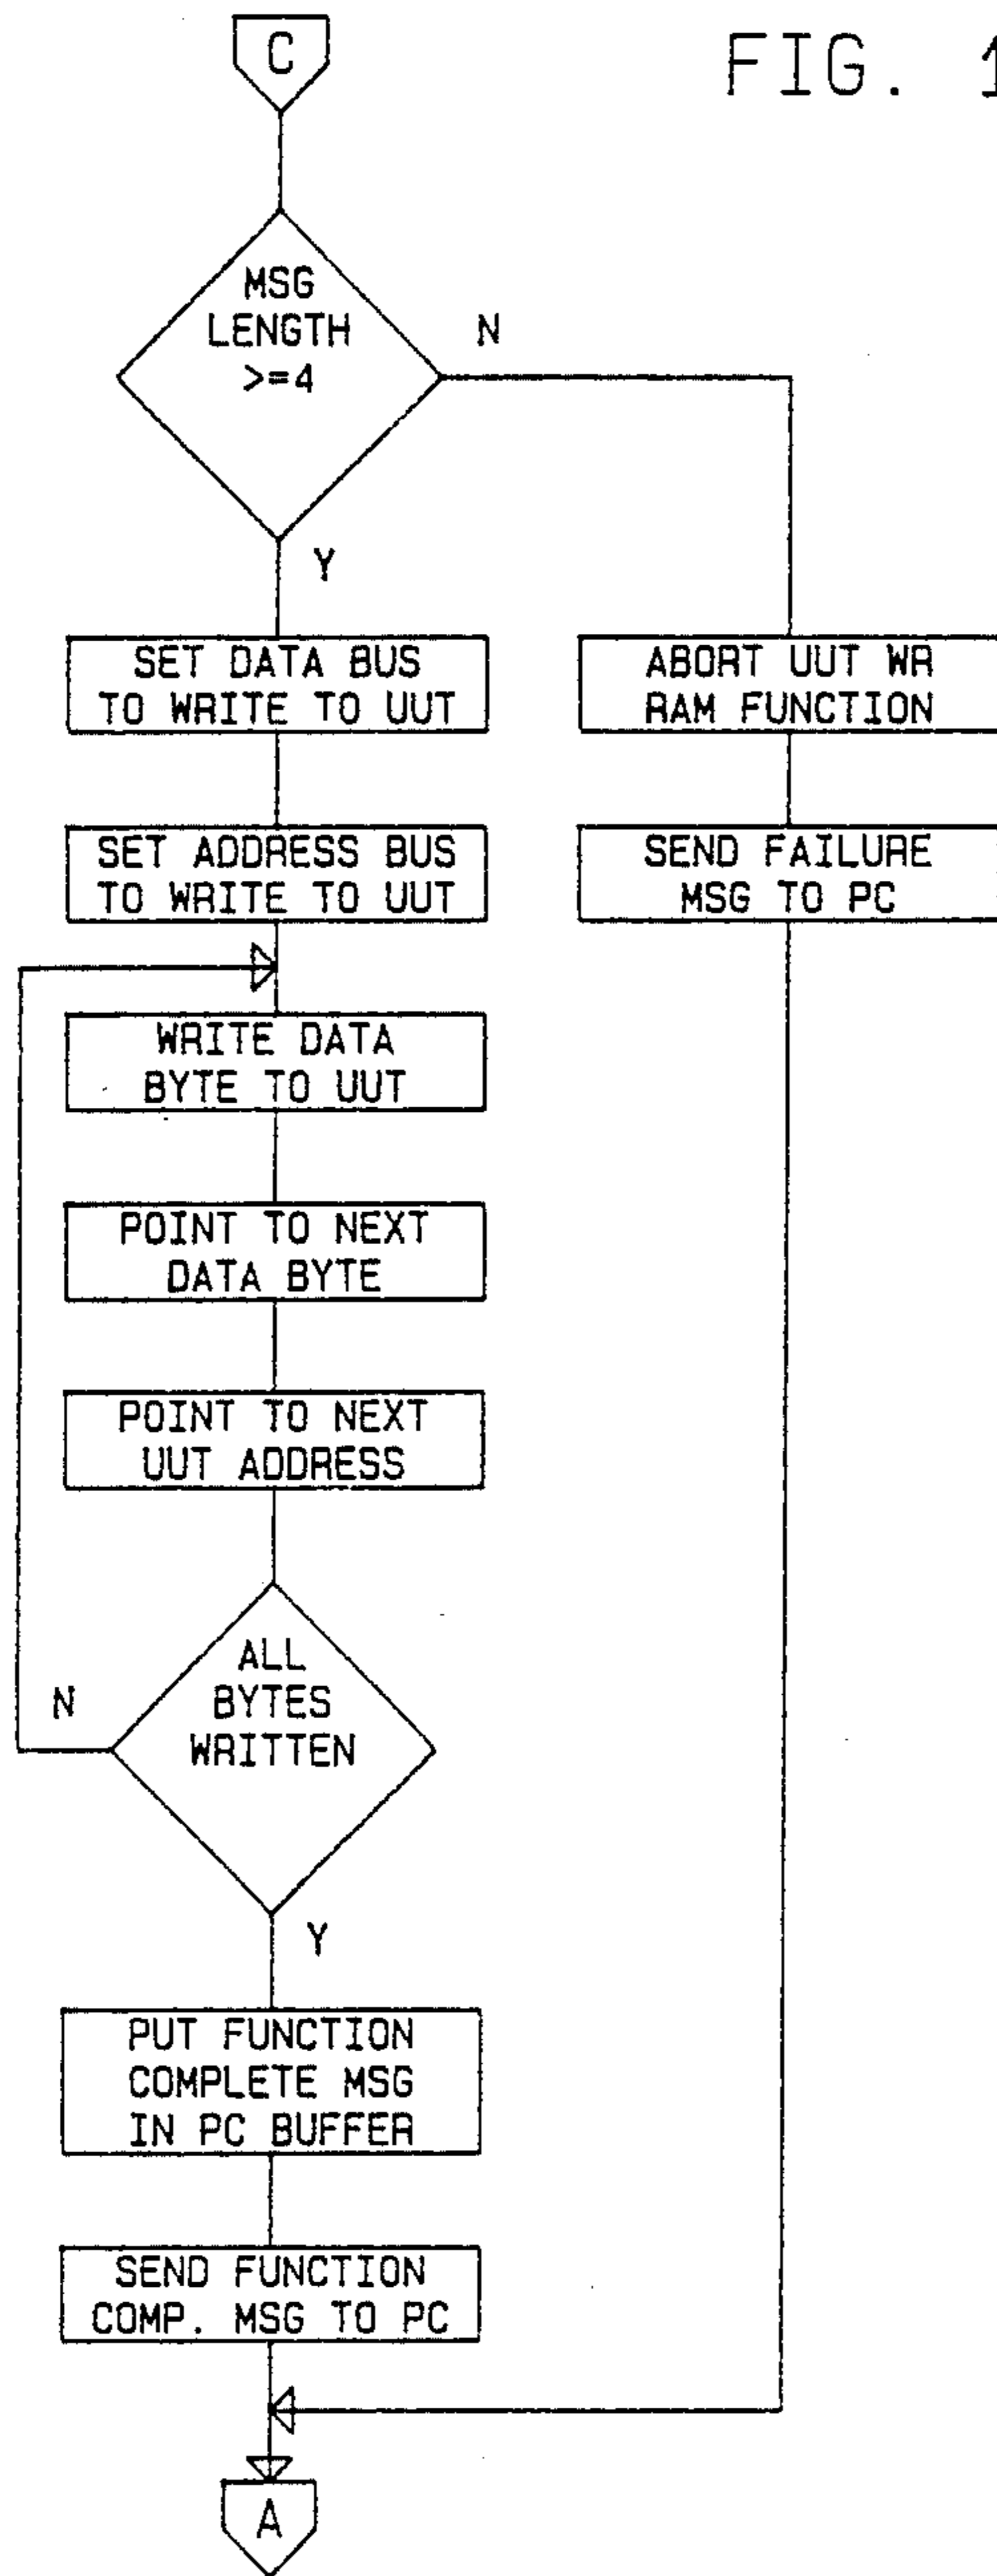 C
FIG. 1
MSG
LENGTH
>=4
N
Y
SET DATA BUS
TO WRITE TO UUT
ABORT UUT WR
RAM FUNCTION
SET ADDRESS BUS
TO WRITE TO UUT
SEND FAILURE
MSG TO PC
WRITE DATA
BYTE TO UUT
POINT TO NEXT
DATA BYTE
POINT TO NEXT
UUT ADDRESS
ALL
BYTES
WRITTEN
N
Y
PUT FUNCTION
COMPLETE MSG
IN PC BUFFER
SEND FUNCTION
COMP. MSG TO PC
A